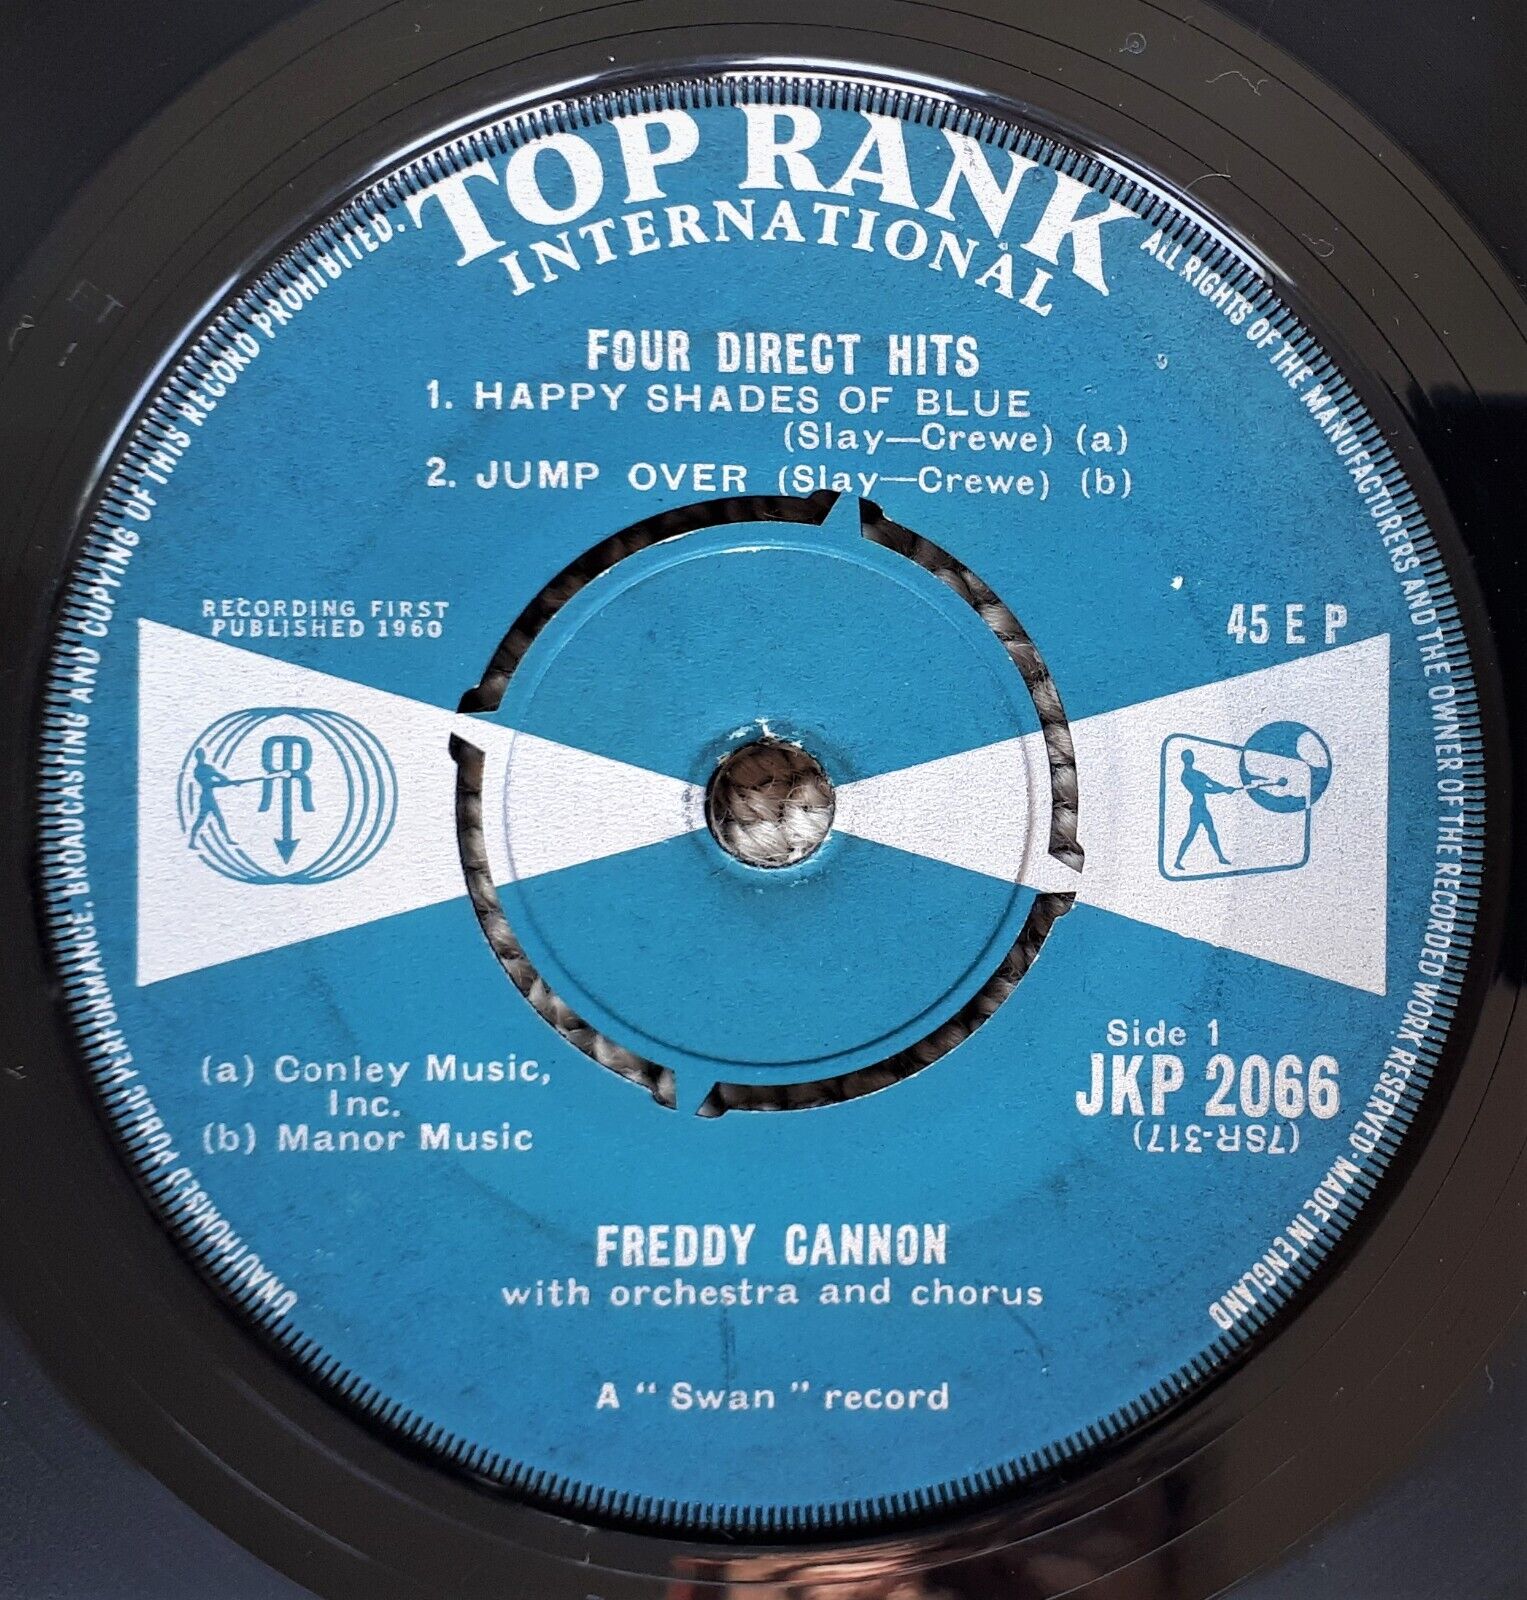 TOP RANK
INTERNATIONAL
FOUR DIRECT HITS
1. HAPPY SHADES OF BLUE
(Slay—Crewe) (a)
2. JUMP OVER (Slay—Crewe) (b)
RECORDING FIRST
PUBLISHED 1960
45 E P
Side 1
JKP 2066
(7SR-317)
(a) Conley Music,
Inc.
(b) Manor Music
FREDDY CANNON
with orchestra and chorus
A " Swan " record
ALL RIGHTS OF THE MANUFACTURERS AND THE OWNER OF THE RECORDED WORK RESERVED · MADE IN ENGLAND
UNAUTHORISED PUBLIC PERFORMANCE, BROADCASTING AND COPYING OF THIS RECORD PROHIBITED.